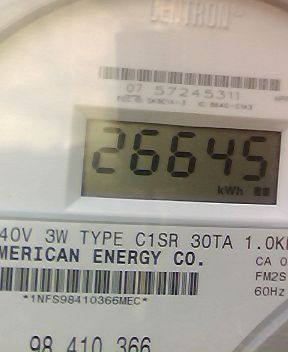 CENTRON
07 57245311
26645
kWh
40V 3W TYPE C1SR 30TA 1.0K
MERICAN ENERGY CO.
CA 0
FM2S
*1NFS98410366MEC*
60Hz
98 410 366